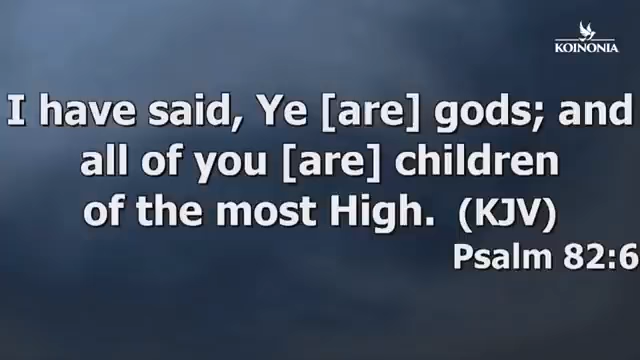 KOINONIA
I have said, Ye [are] gods; and
all of you [are] children
of the most High. (KJV)
Psalm 82:6